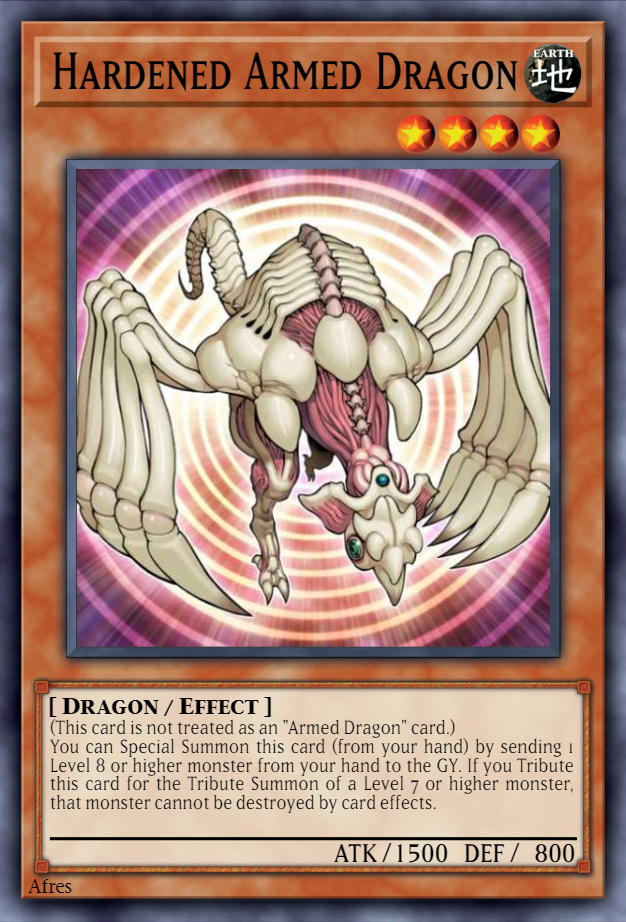 HARDENED ARMED DRAGON
EARTH
地
[ DRAGON / EFFECT ]
(This card is not treated as an "Armed Dragon" card.)
You can Special Summon this card (from your hand) by sending 1
Level 8 or higher monster from your hand to the GY. If you Tribute
this card for the Tribute Summon of a Level 7 or higher monster,
that monster cannot be destroyed by card effects.
ATK/1500 DEF/ 800
Afres